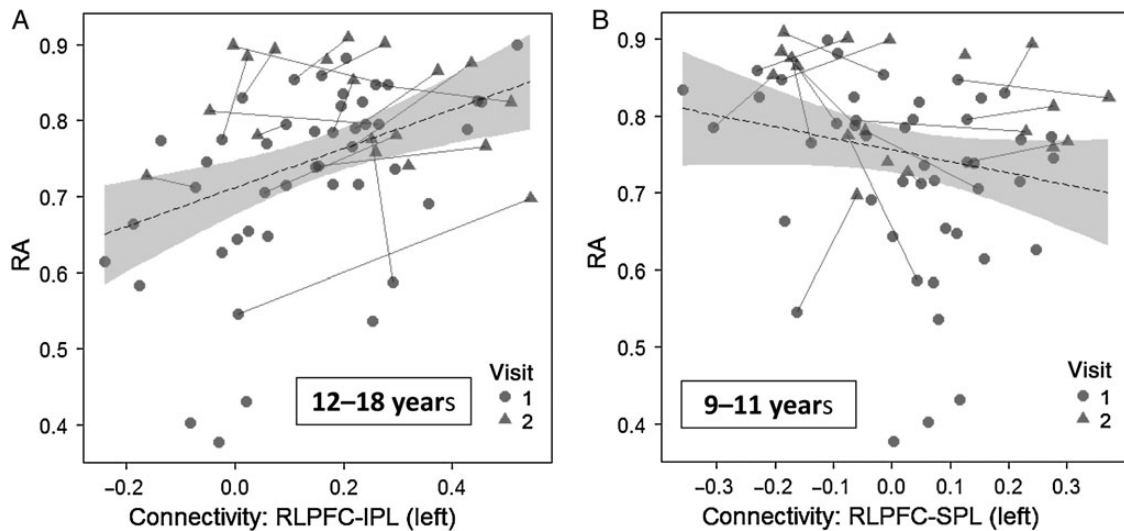 A
B
0.9
0.8
0.7
0.6
0.5
0.4
RA
−0.2
0.0
0.2
0.4
Connectivity: RLPFC-IPL (left)
12–18 years
Visit
1
2
0.9
0.8
0.7
0.6
0.5
0.4
RA
−0.3
−0.2
−0.1
0.0
0.1
0.2
0.3
Connectivity: RLPFC-SPL (left)
9–11 years
Visit
1
2